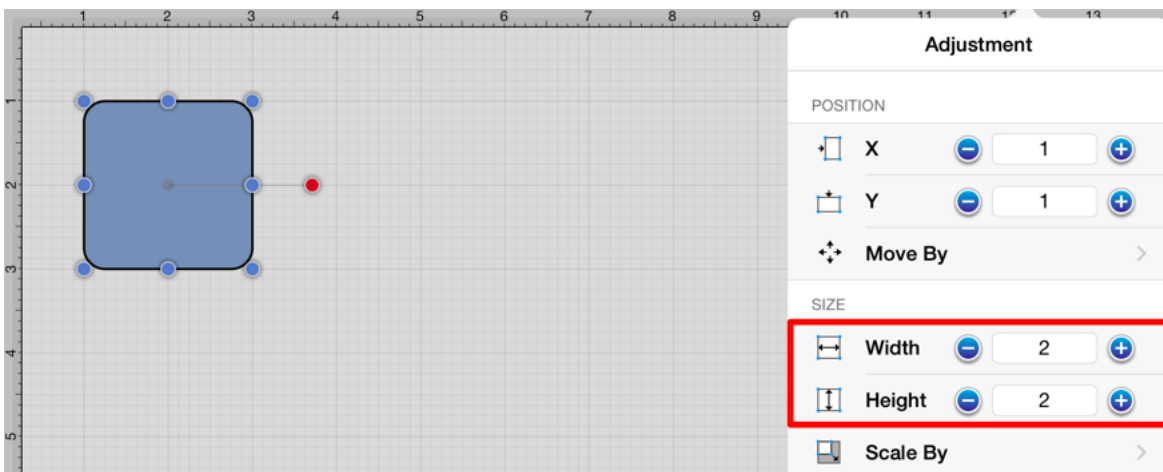 1 2 3 4 5 6 7 8 9 10 11 12 13
1
2
3
4
5
Adjustment
POSITION
X 1
Y 1
Move By
SIZE
Width 2
Height 2
Scale By